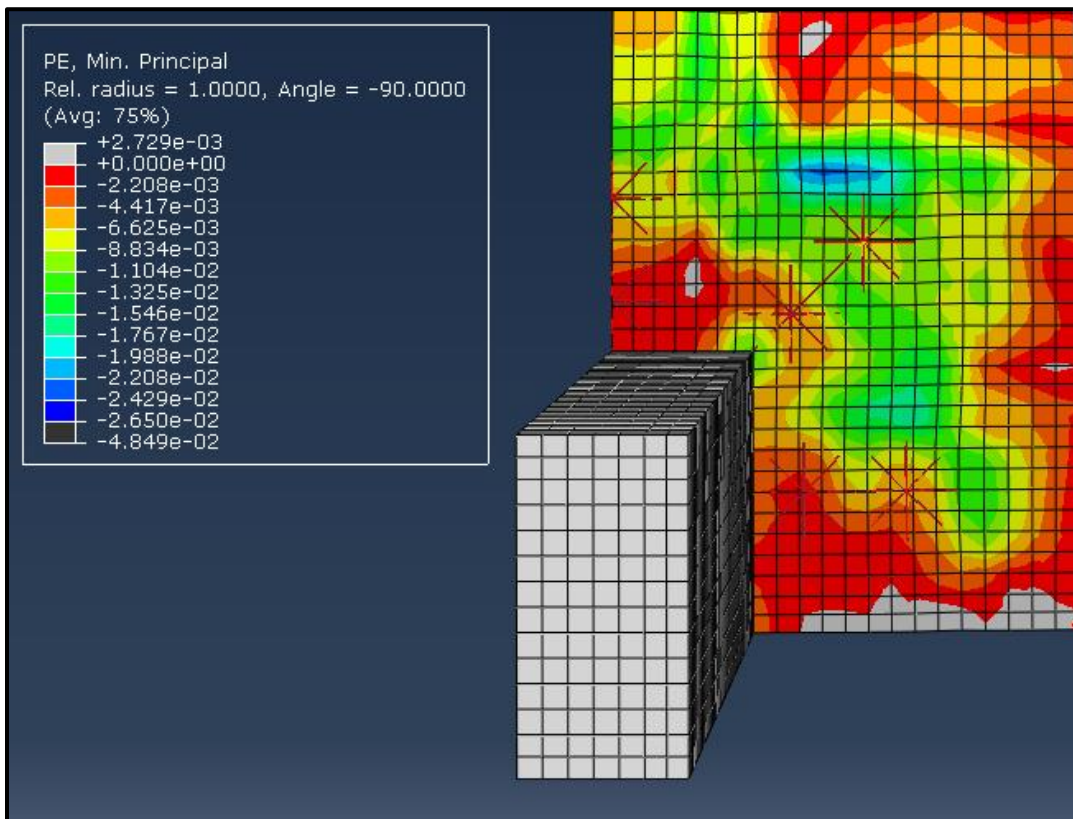 PE, Min. Principal
Rel. radius = 1.0000, Angle = -90.0000
(Avg: 75%)
+2.729e-03
+0.000e+00
-2.208e-03
-4.417e-03
-6.625e-03
-8.834e-03
-1.104e-02
-1.325e-02
-1.546e-02
-1.767e-02
-1.988e-02
-2.208e-02
-2.429e-02
-2.650e-02
-4.849e-02